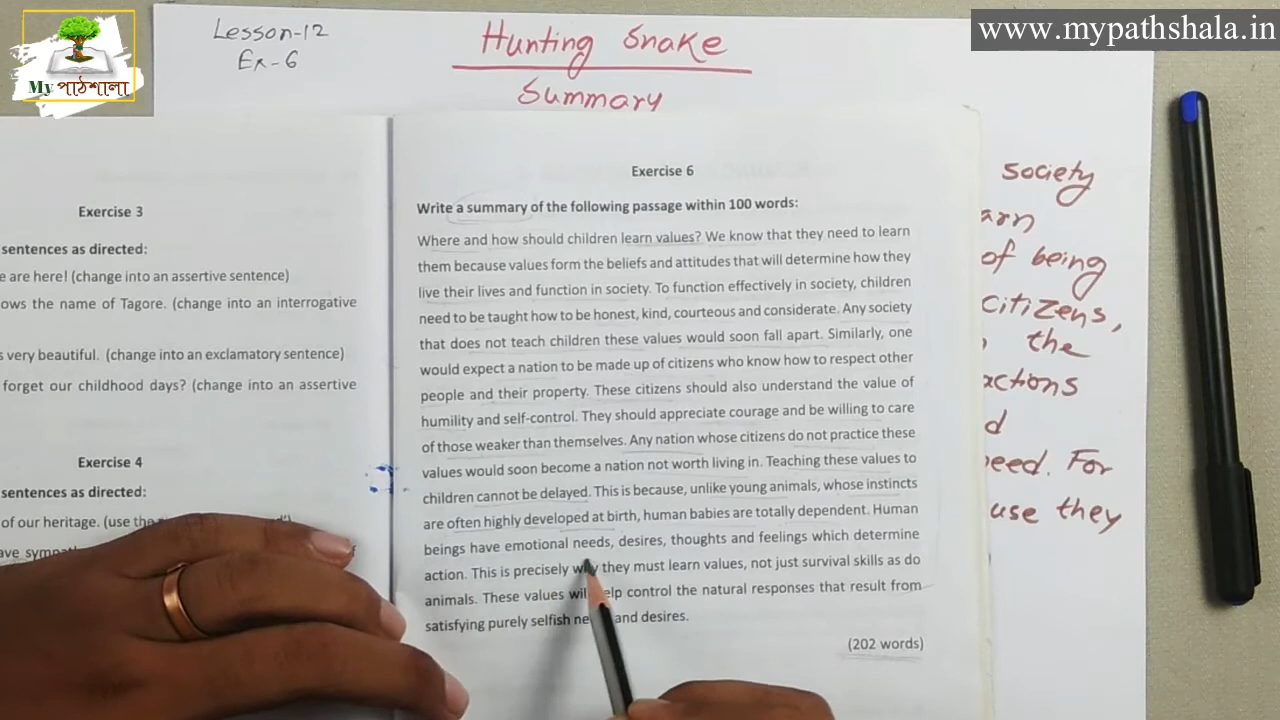 My পাঠশালা
www.mypathshala.in
Lesson-12
Ex-6
Hunting Snake
Summary
Exercise 3
sentences as directed:
e are here! (change into an assertive sentence)
ows the name of Tagore. (change into an interrogative
s very beautiful. (change into an exclamatory sentence)
forget our childhood days? (change into an assertive
Exercise 4
sentences as directed:
of our heritage. (use the
ave
Exercise 6
Write a summary of the following passage within 100 words:
Where and how should children learn values? We know that they need to learn
them because values form the beliefs and attitudes that will determine how they
live their lives and function in society. To function effectively in society, children
need to be taught how to be honest, kind, courteous and considerate. Any society
that does not teach children these values would soon fall apart. Similarly, one
would expect a nation to be made up of citizens who know how to respect other
people and their property. These citizens should also understand the value of
humility and self-control. They should appreciate courage and be willing to care
of those weaker than themselves. Any nation whose citizens do not practice these
values would soon become a nation not worth living in. Teaching these values to
children cannot be delayed. This is because, unlike young animals, whose instincts
are often highly developed at birth, human babies are totally dependent. Human
beings have emotional needs, desires, thoughts and feelings which determine
action. This is precisely why they must learn values, not just survival skills as do
animals. These values will help control the natural responses that result from
satisfying purely selfish and desires.
(202 words)
society
arn
of being
citizens,
the
actions
d
need. For
use they